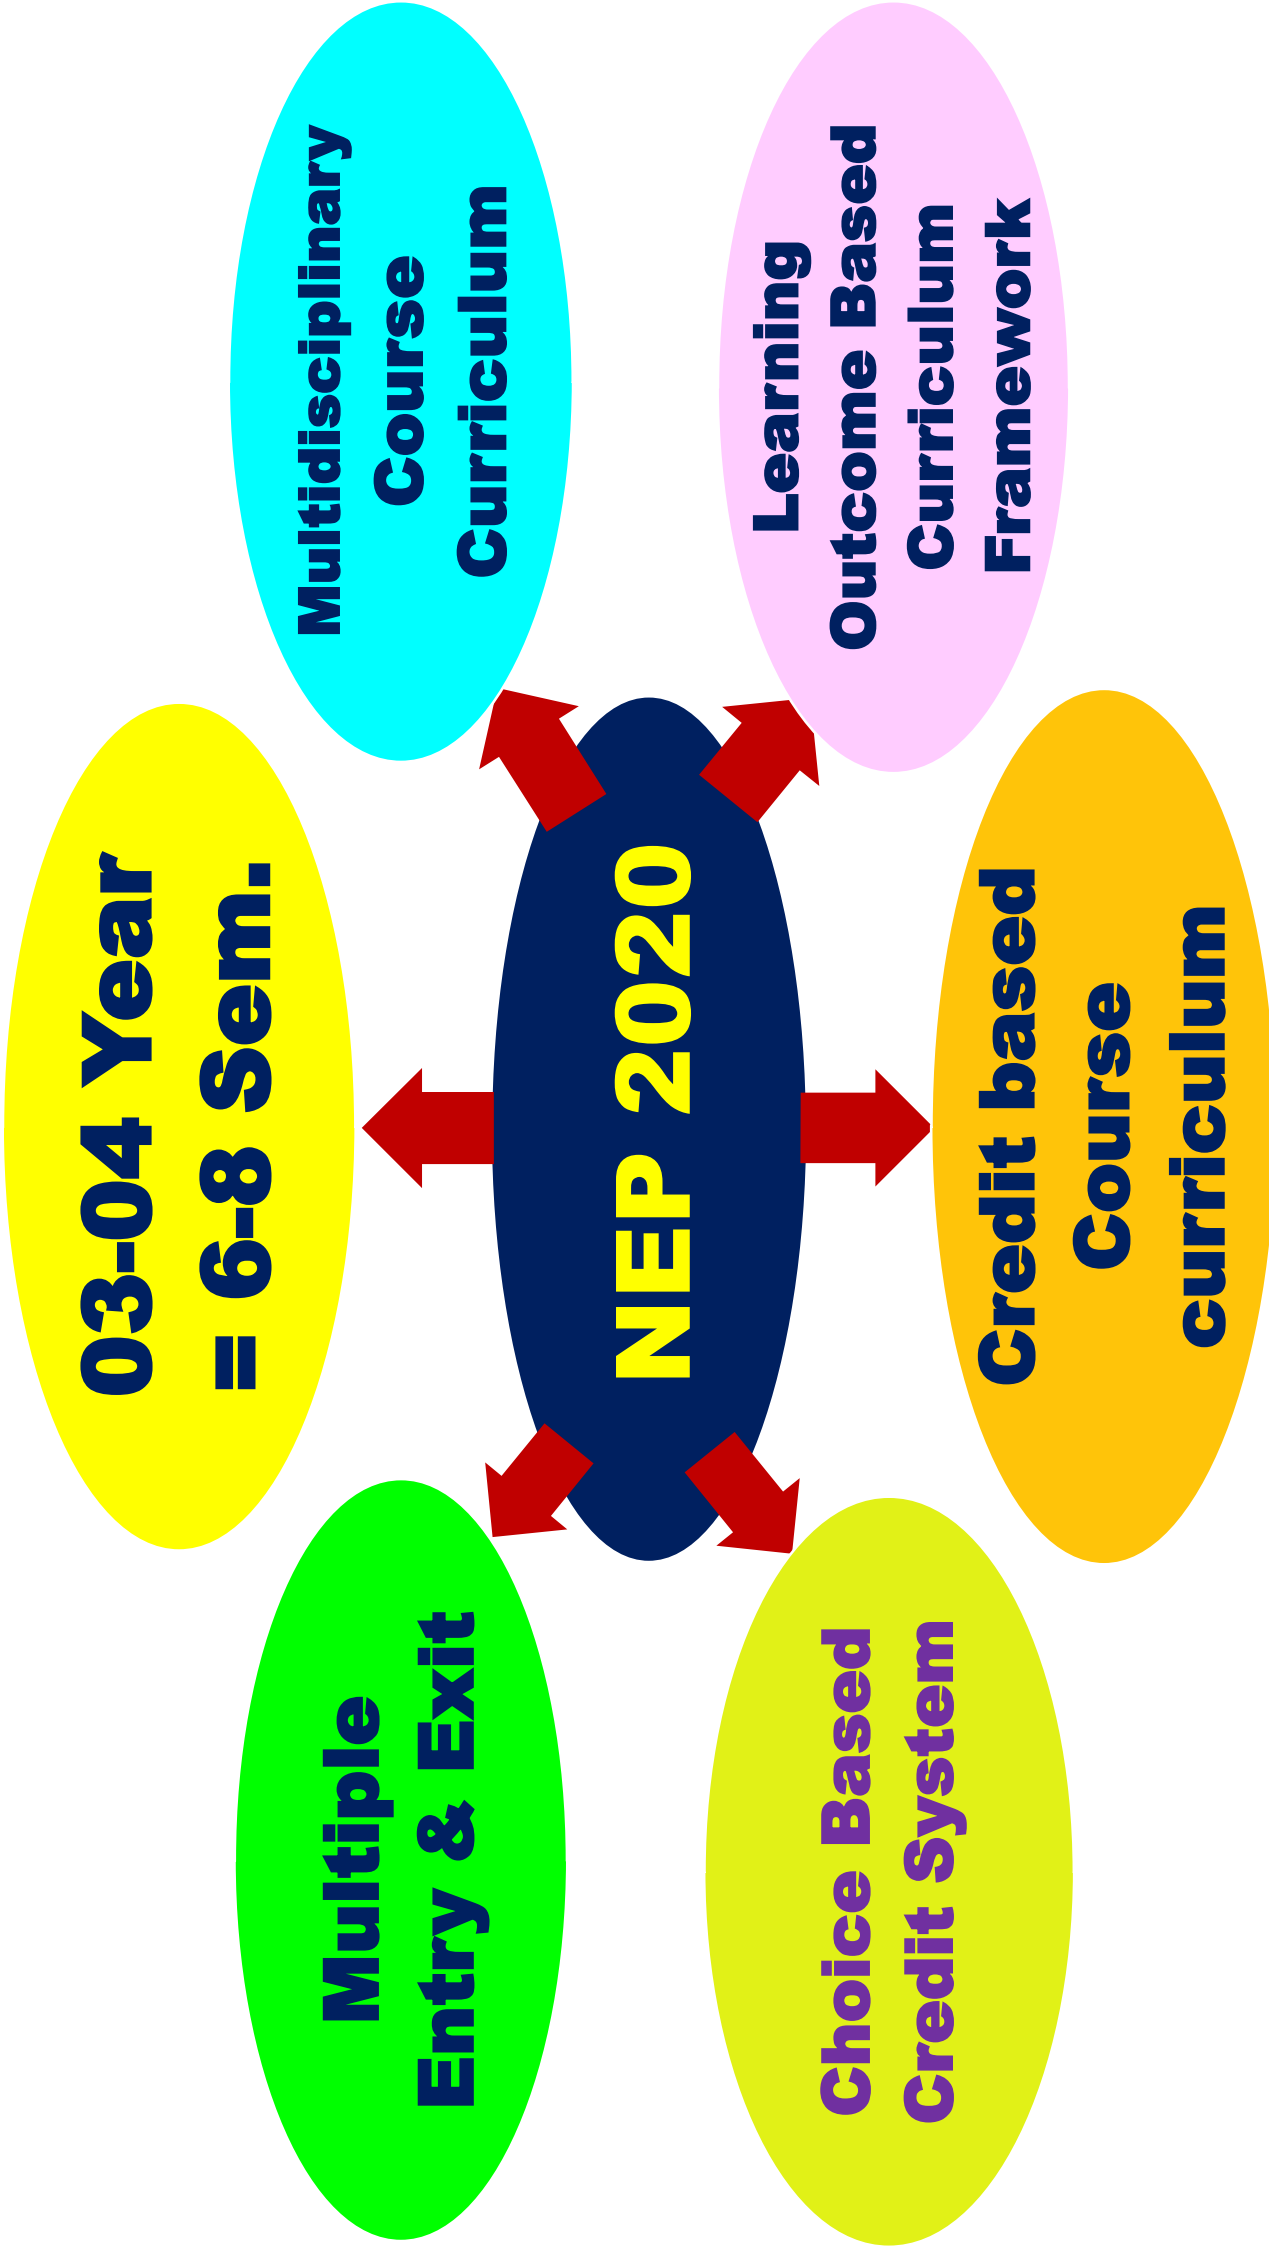 03-04 Year
= 6-8 Sem.
Multiple
Entry & Exit
Multidisciplinary
Course
Curriculum
NEP 2020
Choice Based
Credit System
Learning
Outcome Based
Curriculum
Framework
Credit based
Course
curriculum